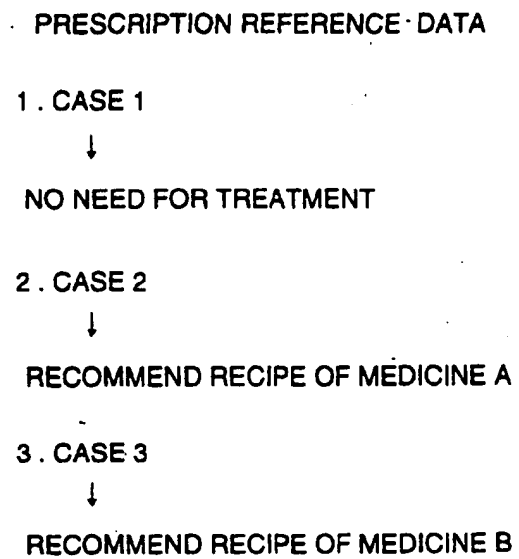 PRESCRIPTION REFERENCE DATA
1 . CASE 1
↓
NO NEED FOR TREATMENT
2 . CASE 2
↓
RECOMMEND RECIPE OF MEDICINE A
3 . CASE 3
↓
RECOMMEND RECIPE OF MEDICINE B